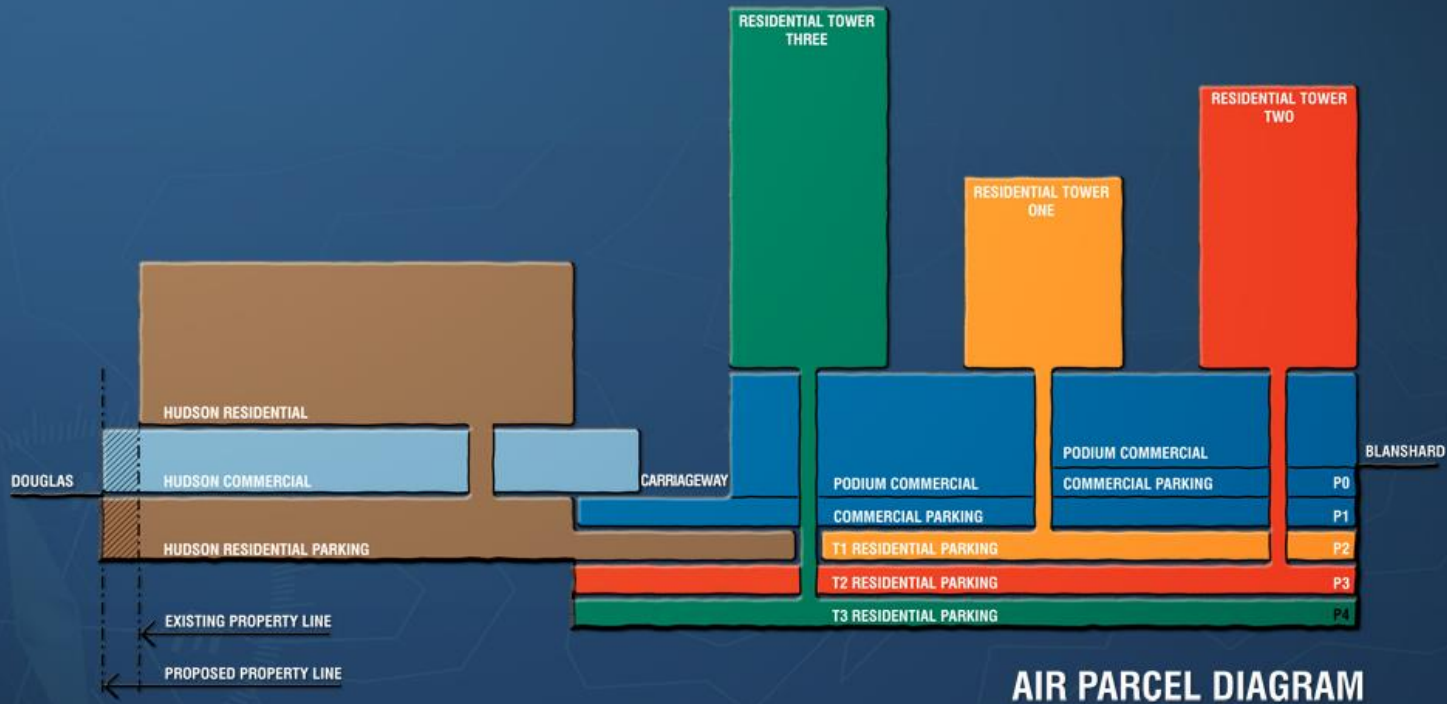 RESIDENTIAL TOWER
THREE
RESIDENTIAL TOWER
TWO
RESIDENTIAL TOWER
ONE
HUDSON RESIDENTIAL
DOUGLAS
HUDSON COMMERCIAL
CARRIAGEWAY
PODIUM COMMERCIAL
PODIUM COMMERCIAL
BLANSHARD
COMMERCIAL PARKING
P0
COMMERCIAL PARKING
P1
HUDSON RESIDENTIAL PARKING
T1 RESIDENTIAL PARKING
P2
T2 RESIDENTIAL PARKING
P3
T3 RESIDENTIAL PARKING
P4
EXISTING PROPERTY LINE
PROPOSED PROPERTY LINE
AIR PARCEL DIAGRAM